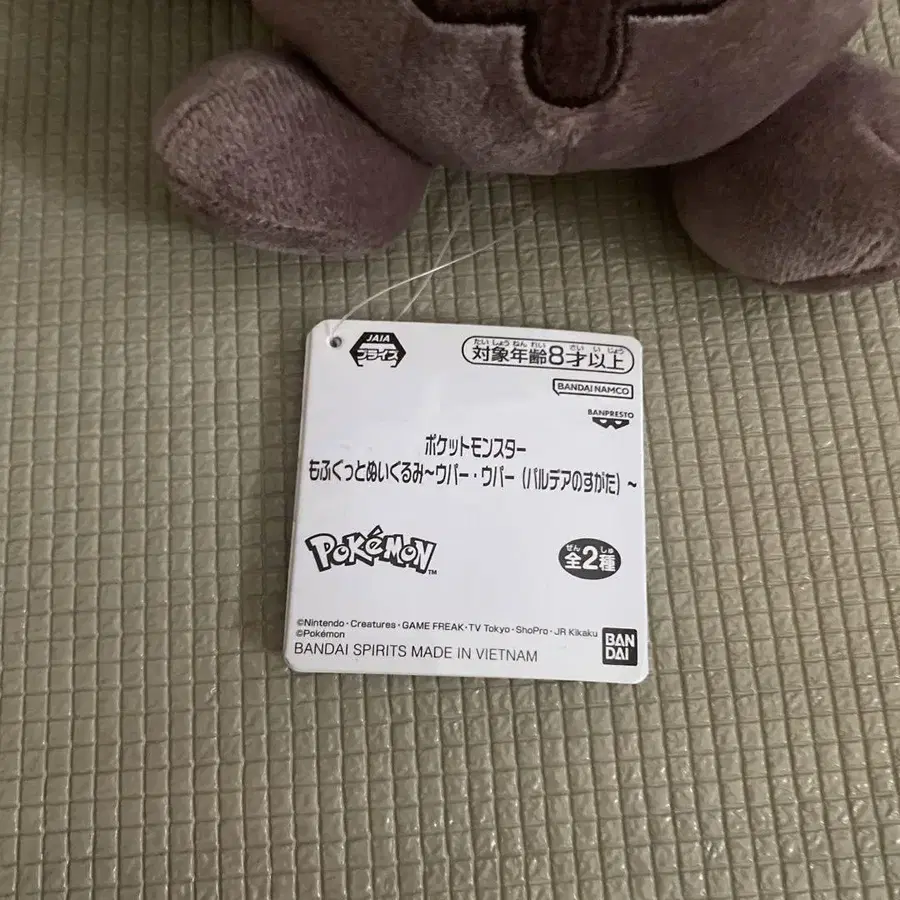 JAIA
プライズ
たいしょうねんれい さい いじょう
対象年齢8才以上
BANDAI NAMCO
BANPRESTO
ポケットモンスター
もふぐっとぬいぐるみ～ウパー・ウパー（パルデアのすがた）～
POKéMON™
ぜん しゅ
全2種
©Nintendo・Creatures・GAME FREAK・TV Tokyo・ShoPro・JR Kikaku
©Pokémon
BANDAI SPIRITS MADE IN VIETNAM
BAN
DAI